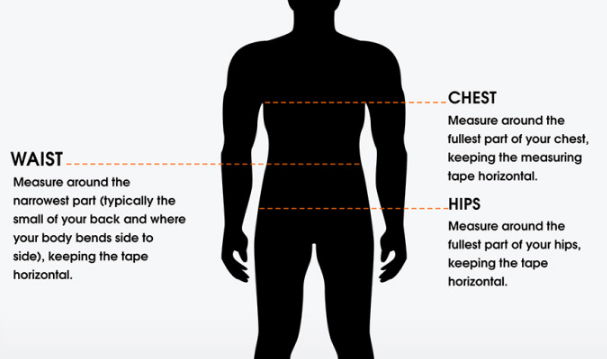 WAIST
Measure around the
narrowest part (typically the
small of your back and where
your body bends side to
side), keeping the tape
horizontal.
CHEST
Measure around the
fullest part of your chest,
keeping the measuring
tape horizontal.
HIPS
Measure around the
fullest part of your hips,
keeping the tape
horizontal.